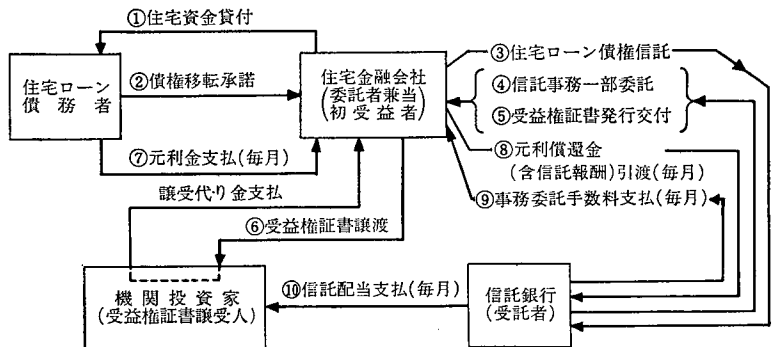 ①住宅資金貸付
住宅ローン
債務者
②債権移転承諾
住宅金融会社
(委託者兼当
初受益者)
③住宅ローン債権信託
④信託事務一部委託
⑤受益権証書発行交付
⑦元利金支払(毎月)
⑧元利償還金
(含信託報酬)引渡(毎月)
譲受代り金支払
⑨事務委託手数料支払(毎月)
⑥受益権証書譲渡
機関投資家
(受益権証書譲受人)
⑩信託配当支払(毎月)
信託銀行
(受託者)